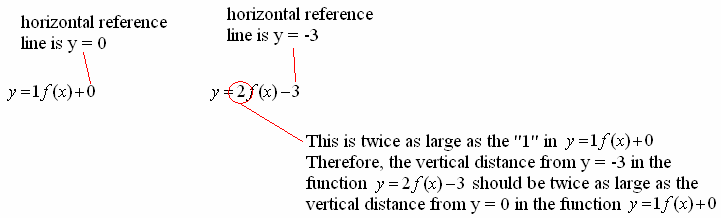 horizontal reference
line is y = 0
horizontal reference
line is y = -3
y=1f(x)+0
y=2f(x)−3
This is twice as large as the "1" in y=1f(x)+0
Therefore, the vertical distance from y = -3 in the
function y=2f(x)−3 should be twice as large as the
vertical distance from y = 0 in the function y=1f(x)+0